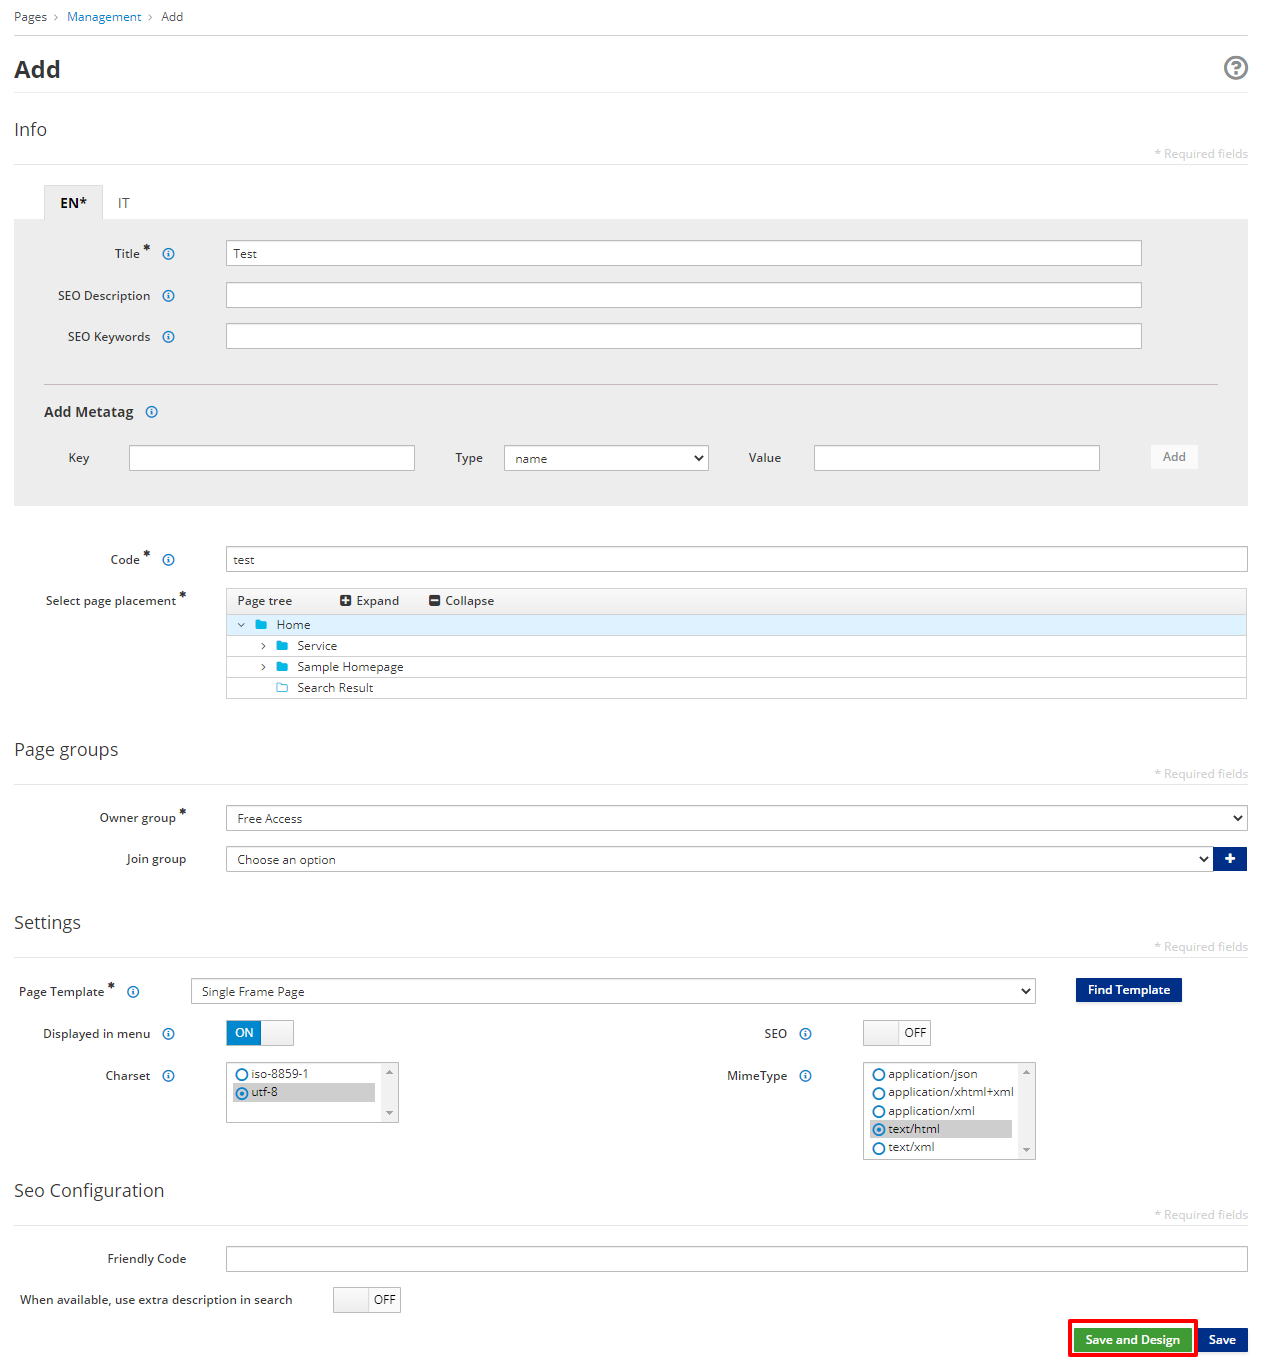 Pages > Management > Add
Add
Info
* Required fields
EN* IT
Title *
Test
SEO Description
SEO Keywords
Add Metatag
Key Type name Value Add
Code * test
Select page placement *
Page tree Expand Collapse
Home
Service
Sample Homepage
Search Result
Page groups
* Required fields
Owner group * Free Access
Join group Choose an option
Settings
* Required fields
Page Template * Single Frame Page Find Template
Displayed in menu ON SEO OFF
Charset
iso-8859-1
utf-8
MimeType
application/json
application/xhtml+xml
application/xml
text/html
text/xml
Seo Configuration
* Required fields
Friendly Code
When available, use extra description in search OFF
Save and Design Save